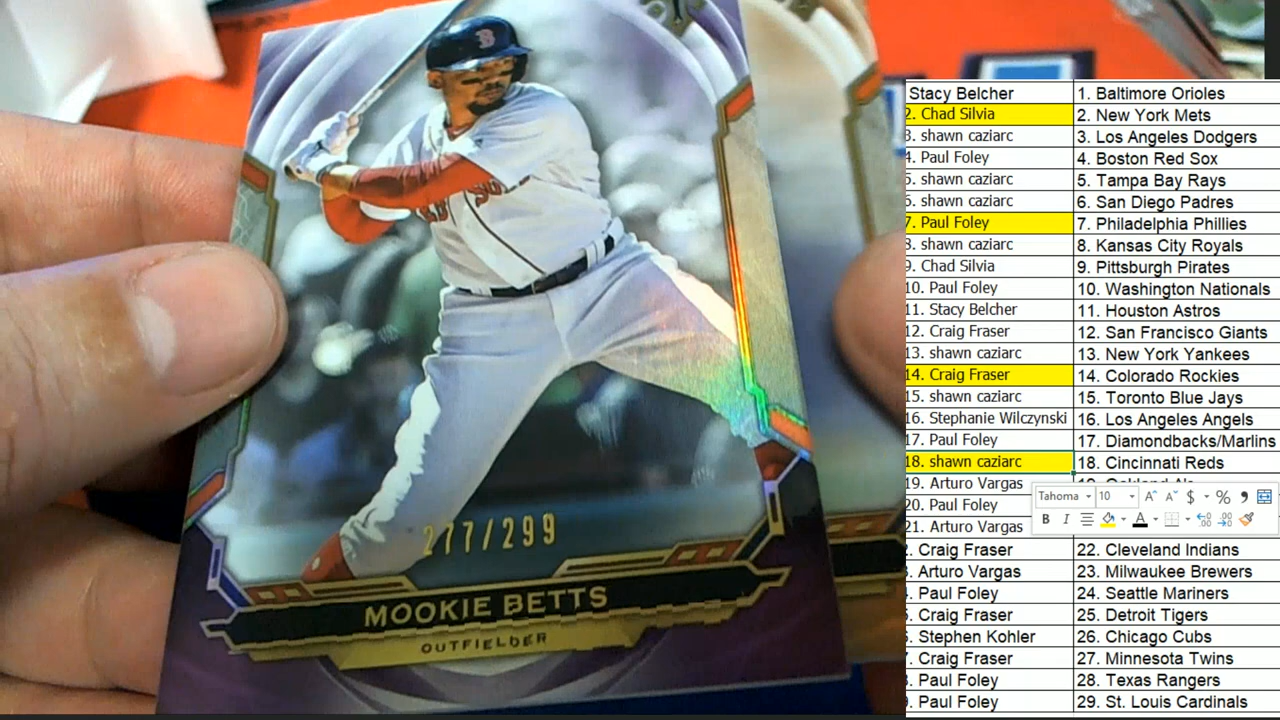 B
277/299
MOOKIE BETTS
OUTFIELDER
Stacy Belcher 1. Baltimore Orioles
2. Chad Silvia 2. New York Mets
3. shawn caziarc 3. Los Angeles Dodgers
4. Paul Foley 4. Boston Red Sox
5. shawn caziarc 5. Tampa Bay Rays
6. shawn caziarc 6. San Diego Padres
7. Paul Foley 7. Philadelphia Phillies
8. shawn caziarc 8. Kansas City Royals
9. Chad Silvia 9. Pittsburgh Pirates
10. Paul Foley 10. Washington Nationals
11. Stacy Belcher 11. Houston Astros
12. Craig Fraser 12. San Francisco Giants
13. shawn caziarc 13. New York Yankees
14. Craig Fraser 14. Colorado Rockies
15. shawn caziarc 15. Toronto Blue Jays
16. Stephanie Wilczynski 16. Los Angeles Angels
17. Paul Foley 17. Diamondbacks/Marlins
18. shawn caziarc 18. Cincinnati Reds
19. Arturo Vargas
Tahoma 10 A A $ % ,
20. Paul Foley
B I A .00 .00
21. Arturo Vargas
Craig Fraser 22. Cleveland Indians
Arturo Vargas 23. Milwaukee Brewers
Paul Foley 24. Seattle Mariners
Craig Fraser 25. Detroit Tigers
Stephen Kohler 26. Chicago Cubs
Craig Fraser 27. Minnesota Twins
Paul Foley 28. Texas Rangers
Paul Foley 29. St. Louis Cardinals